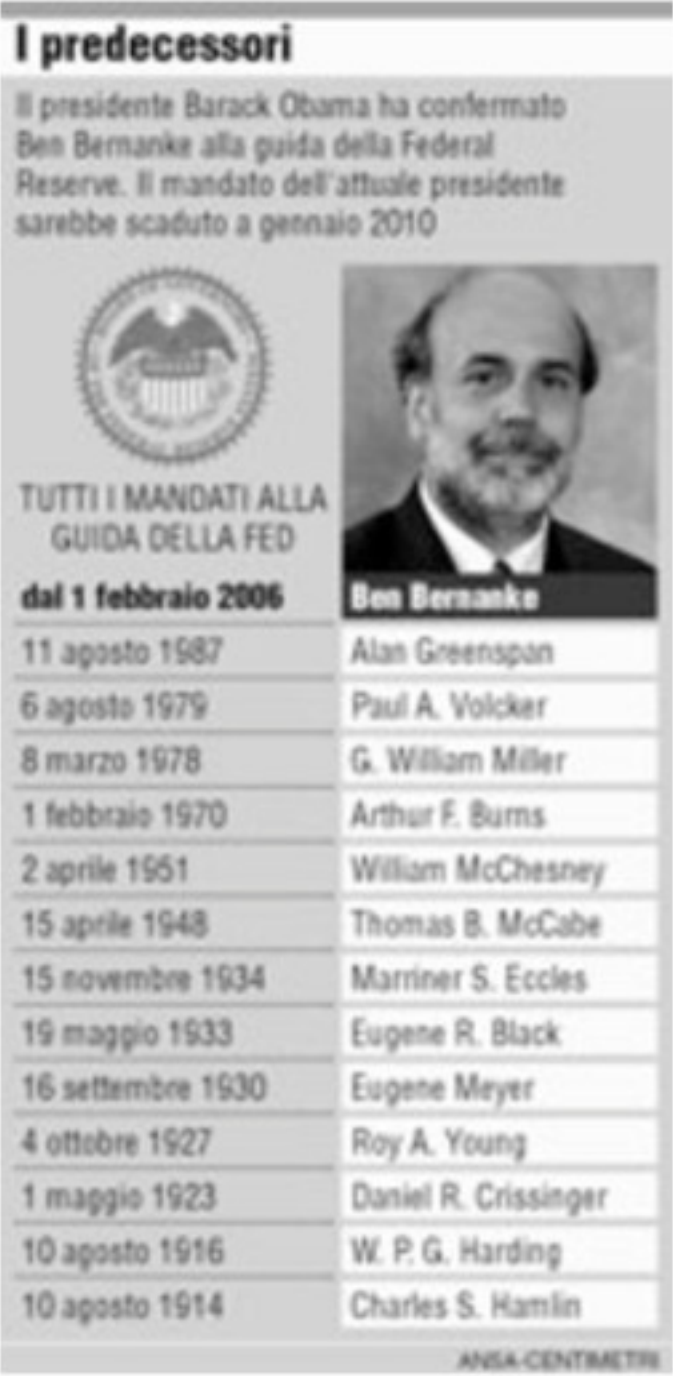 I predecessori
Il presidente Barack Obama ha confermato
Ben Bernanke alla guida della Federal
Reserve. Il mandato dell'attuale presidente
sarebbe scaduto a gennaio 2010
TUTTI I MANDATI ALLA
GUIDA DELLA FED
dal 1 febbraio 2006 Ben Bernanke
11 agosto 1987 Alan Greenspan
6 agosto 1979 Paul A. Volcker
8 marzo 1978 G. William Miller
1 febbraio 1970 Arthur F. Burns
2 aprile 1951 William McChesney
15 aprile 1948 Thomas B. McCabe
15 novembre 1934 Marriner S. Eccles
19 maggio 1933 Eugene R. Black
16 settembre 1930 Eugene Meyer
4 ottobre 1927 Roy A. Young
1 maggio 1923 Daniel R. Crissinger
10 agosto 1916 W. P. G. Harding
10 agosto 1914 Charles S. Hamlin
ANSA-CENTIMETRI